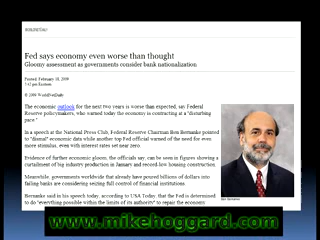 Fed says economy even worse than thought
Gloomy assessment as governments consider bank nationalization
Posted: February 18, 2009
© 2009 WorldNetDaily
The economic outlook for the next two years is worse than expected, say Federal
Reserve policymakers, who warned today the economy is contracting at a "disturbing
pace."
In a speech at the National Press Club, Federal Reserve Chairman Ben Bernanke pointed
to "dismal" economic data while another top Fed official warned of the need for even
more stimulus, even with interest rates set near zero.
Evidence of further economic gloom, the officials say, can be seen in figures showing a
curtailment of big industry production in January and record-low housing construction.
Meanwhile, governments worldwide that already have poured billions of dollars into
failing banks are considering seizing full control of financial institutions.
Bernanke said in his speech today, according to USA Today, that the Fed is determined
to do "everything possible within the limits of its authority" to repair the economy
Ben Bernanke
www.mikehoggard.com